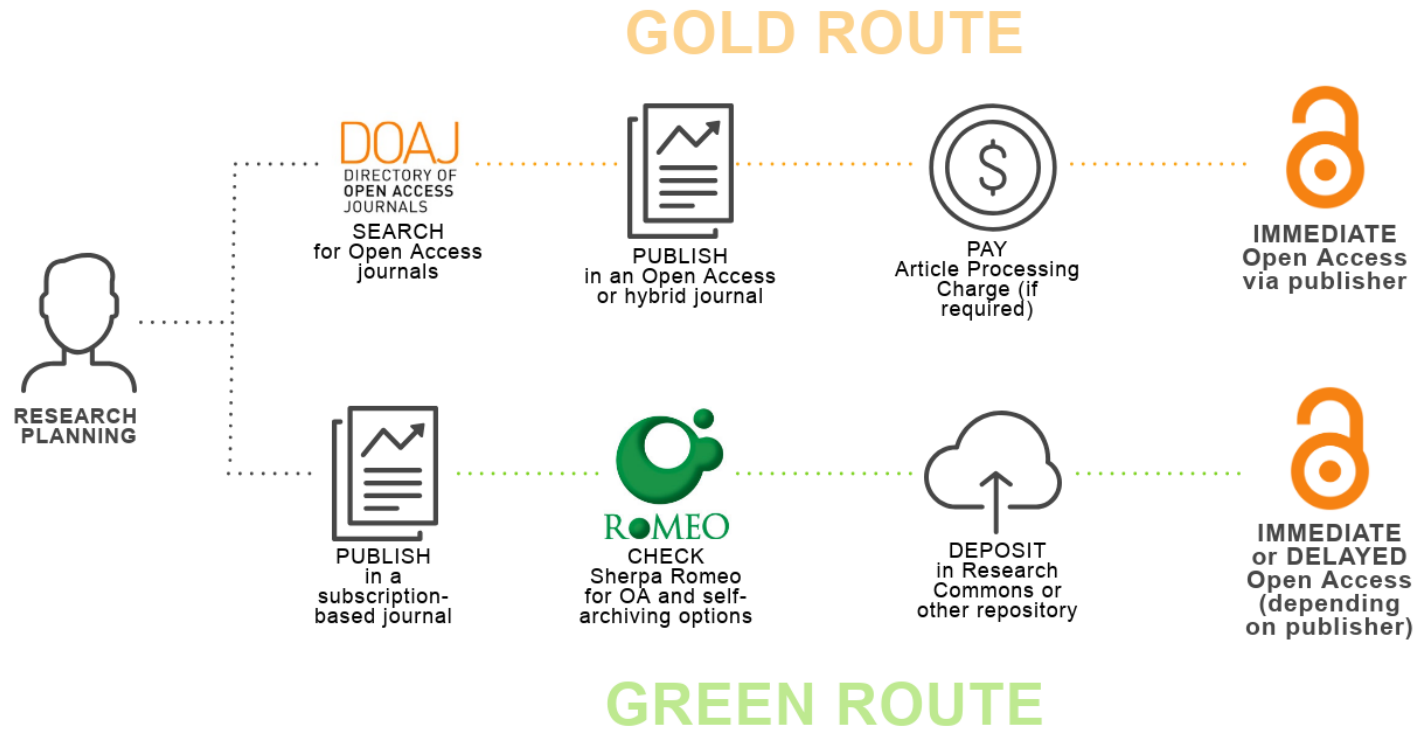 GOLD ROUTE
DOAJ
DIRECTORY OF
OPEN ACCESS
JOURNALS
SEARCH
for Open Access
journals
PUBLISH
in an Open Access
or hybrid journal
$
PAY
Article Processing
Charge (if
required)
IMMEDIATE
Open Access
via publisher
RESEARCH
PLANNING
PUBLISH
in a
subscription-
based journal
RoMEO
CHECK
Sherpa Romeo
for OA and self-
archiving options
DEPOSIT
in Research
Commons or
other repository
IMMEDIATE
or DELAYED
Open Access
(depending
on publisher)
GREEN ROUTE